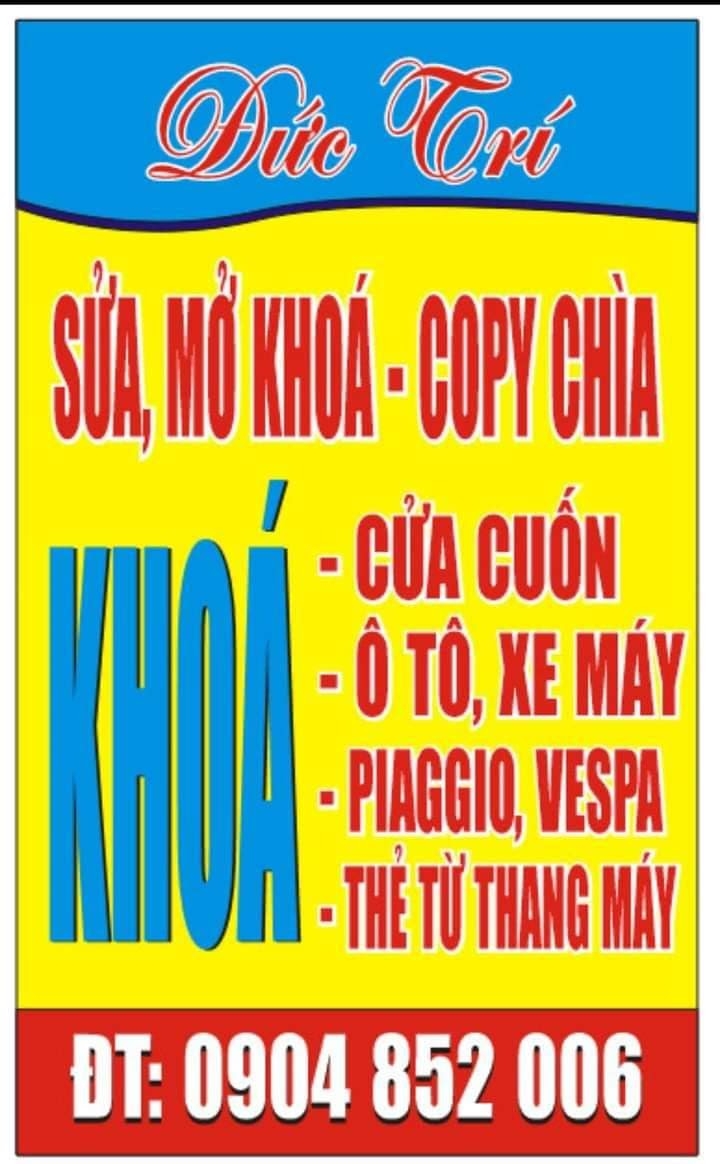 Đức Trí
SỬA, MỞ KHOÁ - COPY CHÌA
KHOÁ
- CỬA CUỐN
- Ô TÔ, XE MÁY
- PIAGGIO, VESPA
- THẺ TỪ THANG MÁY
ĐT: 0904 852 006